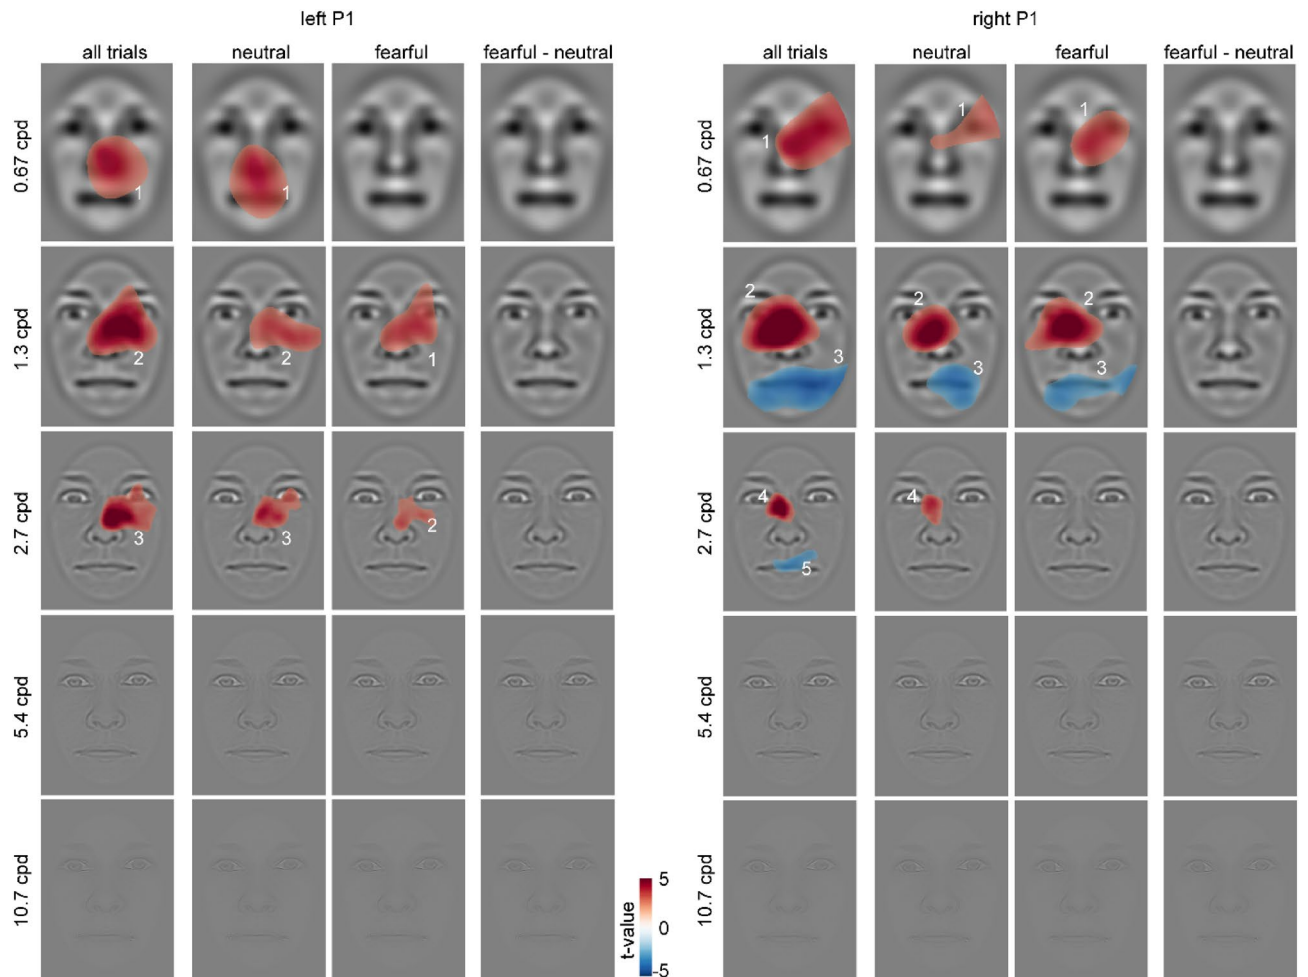 left P1
right P1
all trials
neutral
fearful
fearful - neutral
all trials
neutral
fearful
fearful - neutral
0.67 cpd
1
1
0.67 cpd
1
1
1
1.3 cpd
2
2
1
1.3 cpd
2
3
2
3
2
3
2.7 cpd
3
3
2
2.7 cpd
4
5
4
5.4 cpd
5.4 cpd
10.7 cpd
10.7 cpd
t-value
5
0
-5